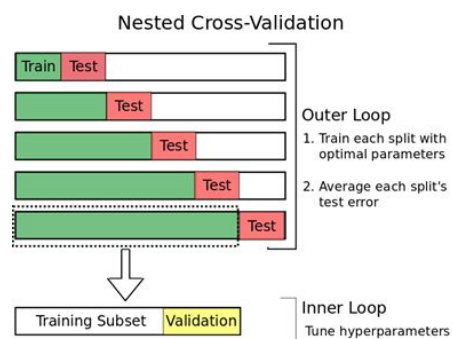 Nested Cross-Validation
Train Test
Test
Test
Test
Test
Outer Loop
1. Train each split with
optimal parameters
2. Average each split's
test error
Training Subset Validation
Inner Loop
Tune hyperparameters